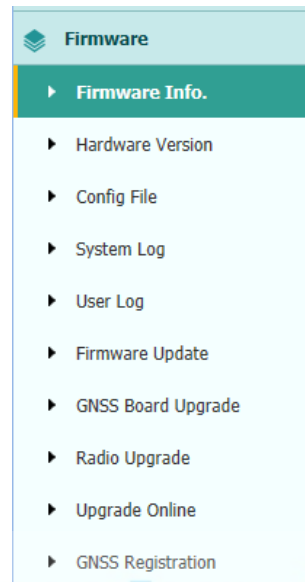 Firmware
Firmware Info.
Hardware Version
Config File
System Log
User Log
Firmware Update
GNSS Board Upgrade
Radio Upgrade
Upgrade Online
GNSS Registration